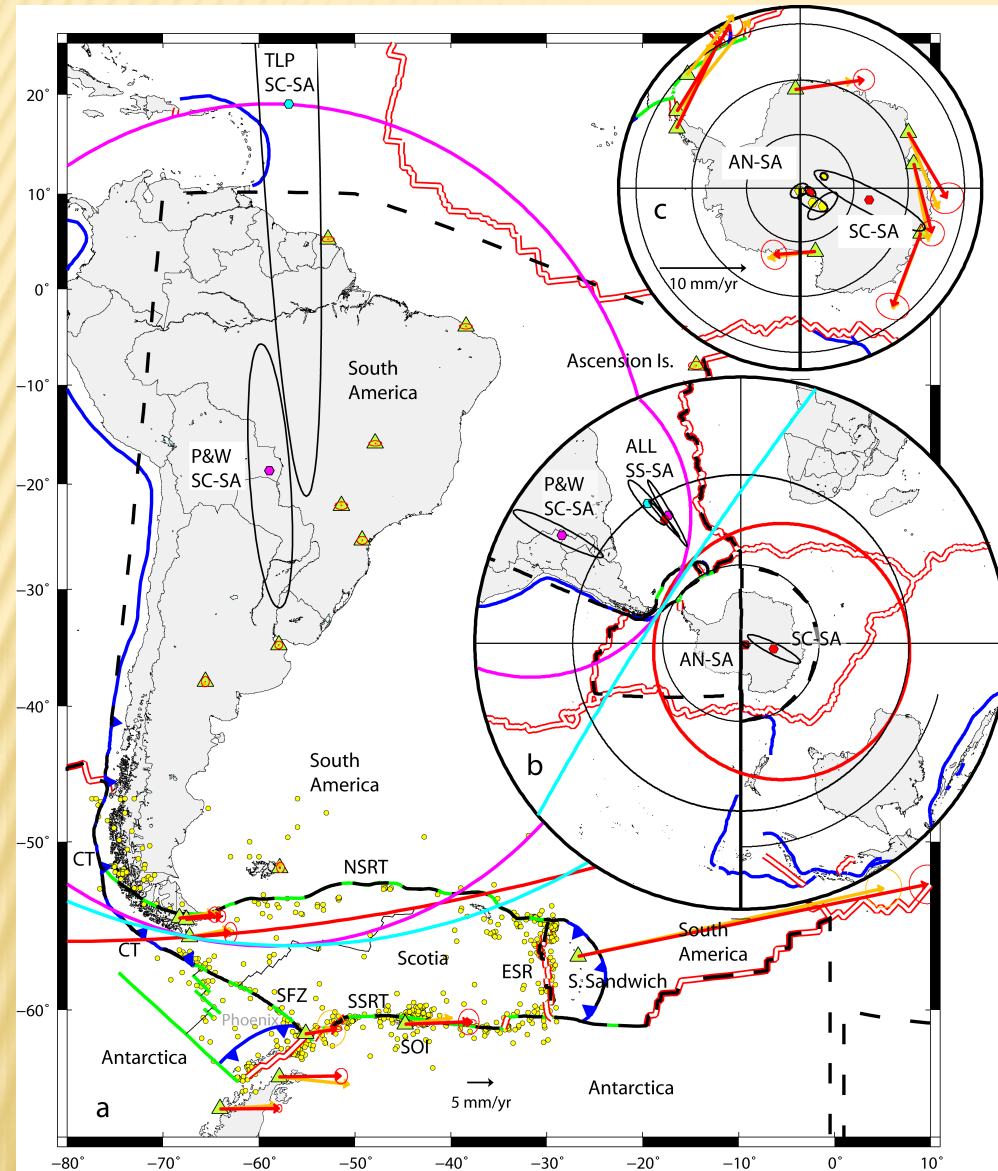 TLP
SC-SA
20°
10°
0°
−10°
−20°
−30°
−40°
−50°
−60°
AN-SA
c
SC-SA
10 mm/yr
Ascension Is.
South
America
P&W
SC-SA
ALL
SS-SA
P&W
SC-SA
SC-SA
AN-SA
b
South
America
CT
NSRT
CT
Scotia
ESR
South
America
S. Sandwich
SFZ
SSRT
Phoenix
SOI
Antarctica
Antarctica
5 mm/yr
a
−80
−70
−60
−50
−40
−30
−20
−10
0
10